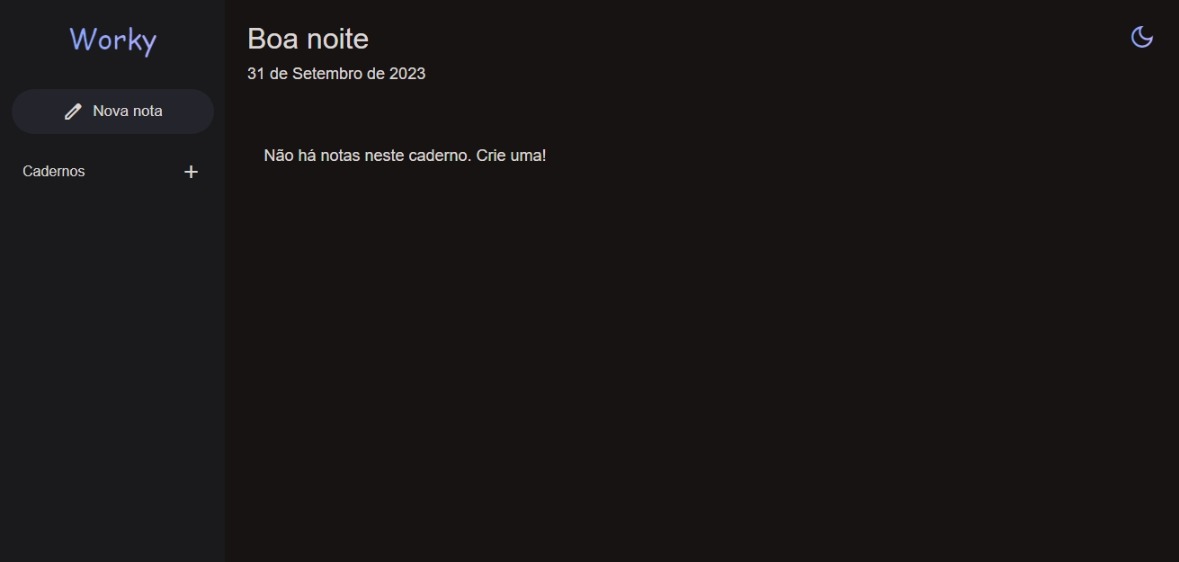 Worky
Nova nota
Cadernos
Boa noite
31 de Setembro de 2023
Não há notas neste caderno. Crie uma!